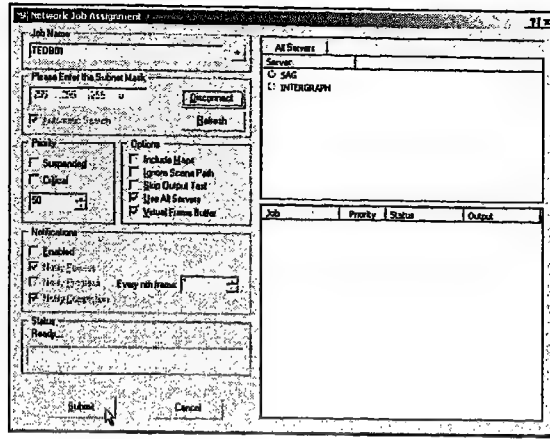 Network Job Assignment
Job Name
TEDB01
Please Enter the Subnet Mask
255 255 255 0
Disconnect
Automatic Search
Refresh
Priority
Suspended
Critical
50
Options
Include Maps
Ignore Scene Path
Skip Output Test
Use All Servers
Virtual Frame Buffer
Notifications
Enabled
Notify Failures
Notify Progress
Every nth frame:
Notify Completion
Status
Ready...
Submit
Cancel
All Servers
Server
SAG
INTERGRAPH
Job Priority Status Output